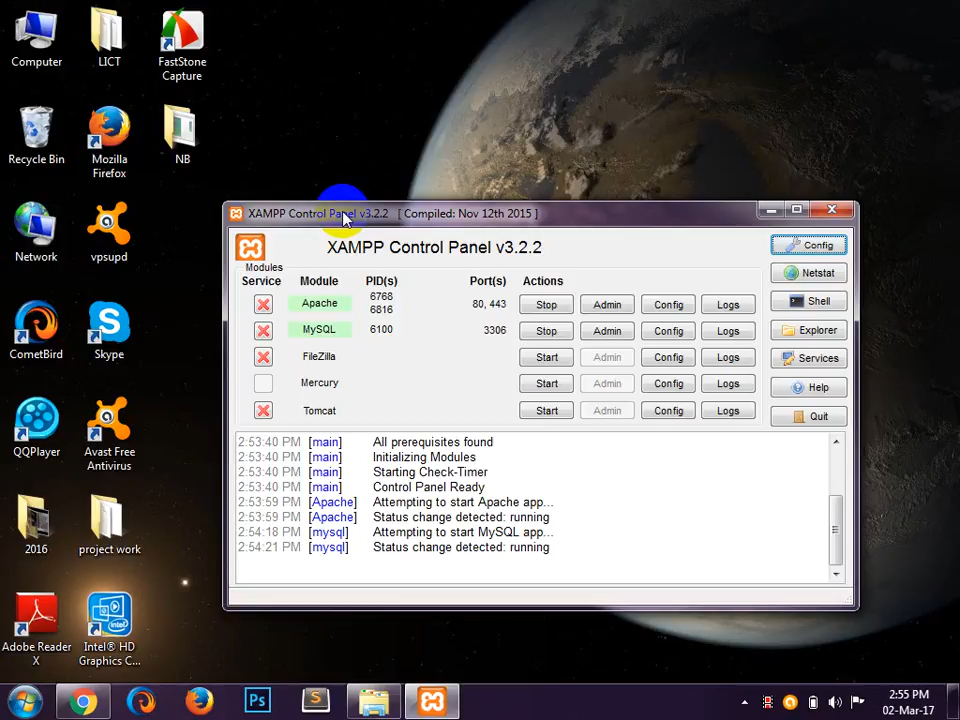 Computer
LICT
FastStone
Capture
Recycle Bin
Mozilla
Firefox
NB
Network
vpsupd
CometBird
Skype
QQPlayer
Avast Free
Antivirus
2016
project work
Adobe Reader
X
Intel® HD
Graphics C...
XAMPP Control Panel v3.2.2 [ Compiled: Nov 12th 2015 ]
XAMPP Control Panel v3.2.2
Config
Modules
Service Module PID(s) Port(s) Actions
Netstat
Apache 6768 80, 443 Stop Admin Config Logs
6816
Shell
MySQL 6100 3306 Stop Admin Config Logs
Explorer
FileZilla Start Admin Config Logs
Services
Mercury Start Admin Config Logs
Help
Tomcat Start Admin Config Logs
Quit
2:53:40 PM [main] All prerequisites found
2:53:40 PM [main] Initializing Modules
2:53:40 PM [main] Starting Check-Timer
2:53:40 PM [main] Control Panel Ready
2:53:59 PM [Apache] Attempting to start Apache app...
2:53:59 PM [Apache] Status change detected: running
2:54:18 PM [mysql] Attempting to start MySQL app...
2:54:21 PM [mysql] Status change detected: running
Ps
S
2:55 PM
02-Mar-17